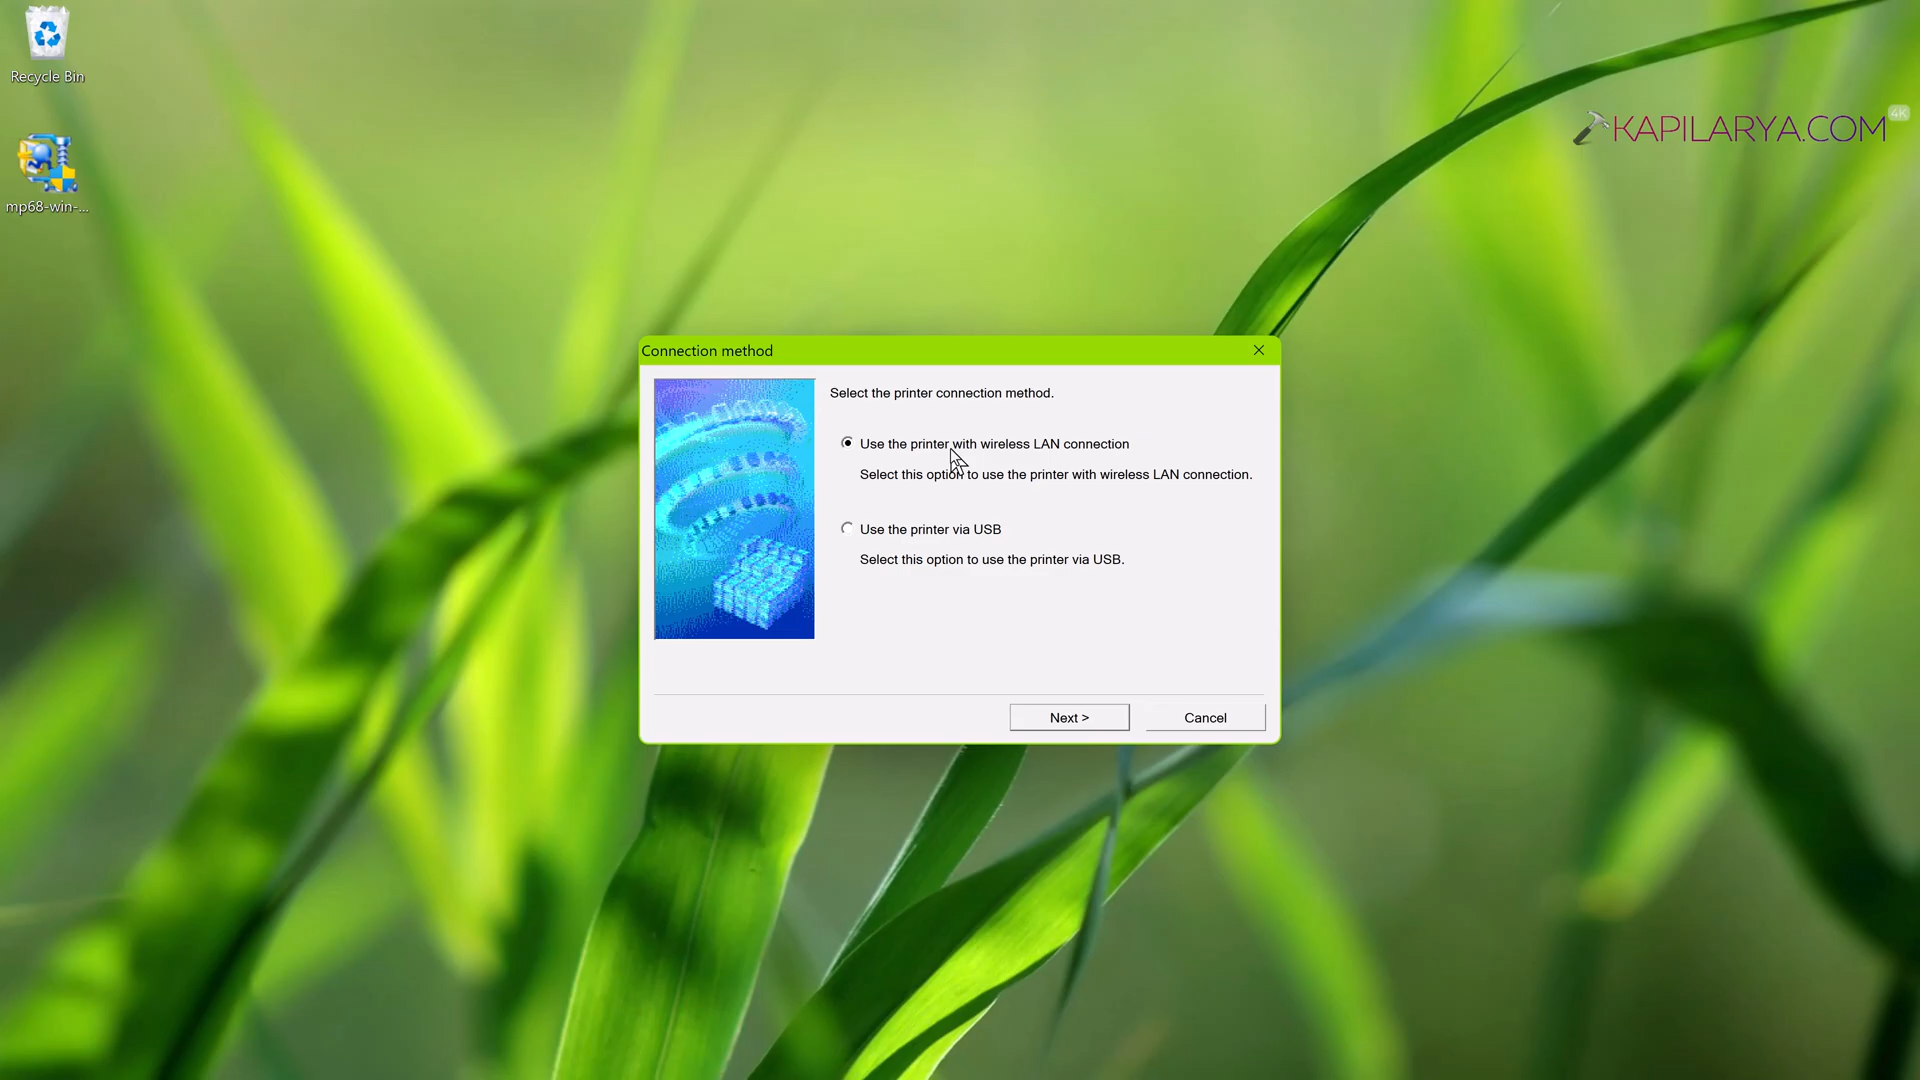 Recycle Bin
mp68-win-...
KAPILARYA.COM
4K
Connection method
Select the printer connection method.
Use the printer with wireless LAN connection
Select this option to use the printer with wireless LAN connection.
Use the printer via USB
Select this option to use the printer via USB.
Next >
Cancel